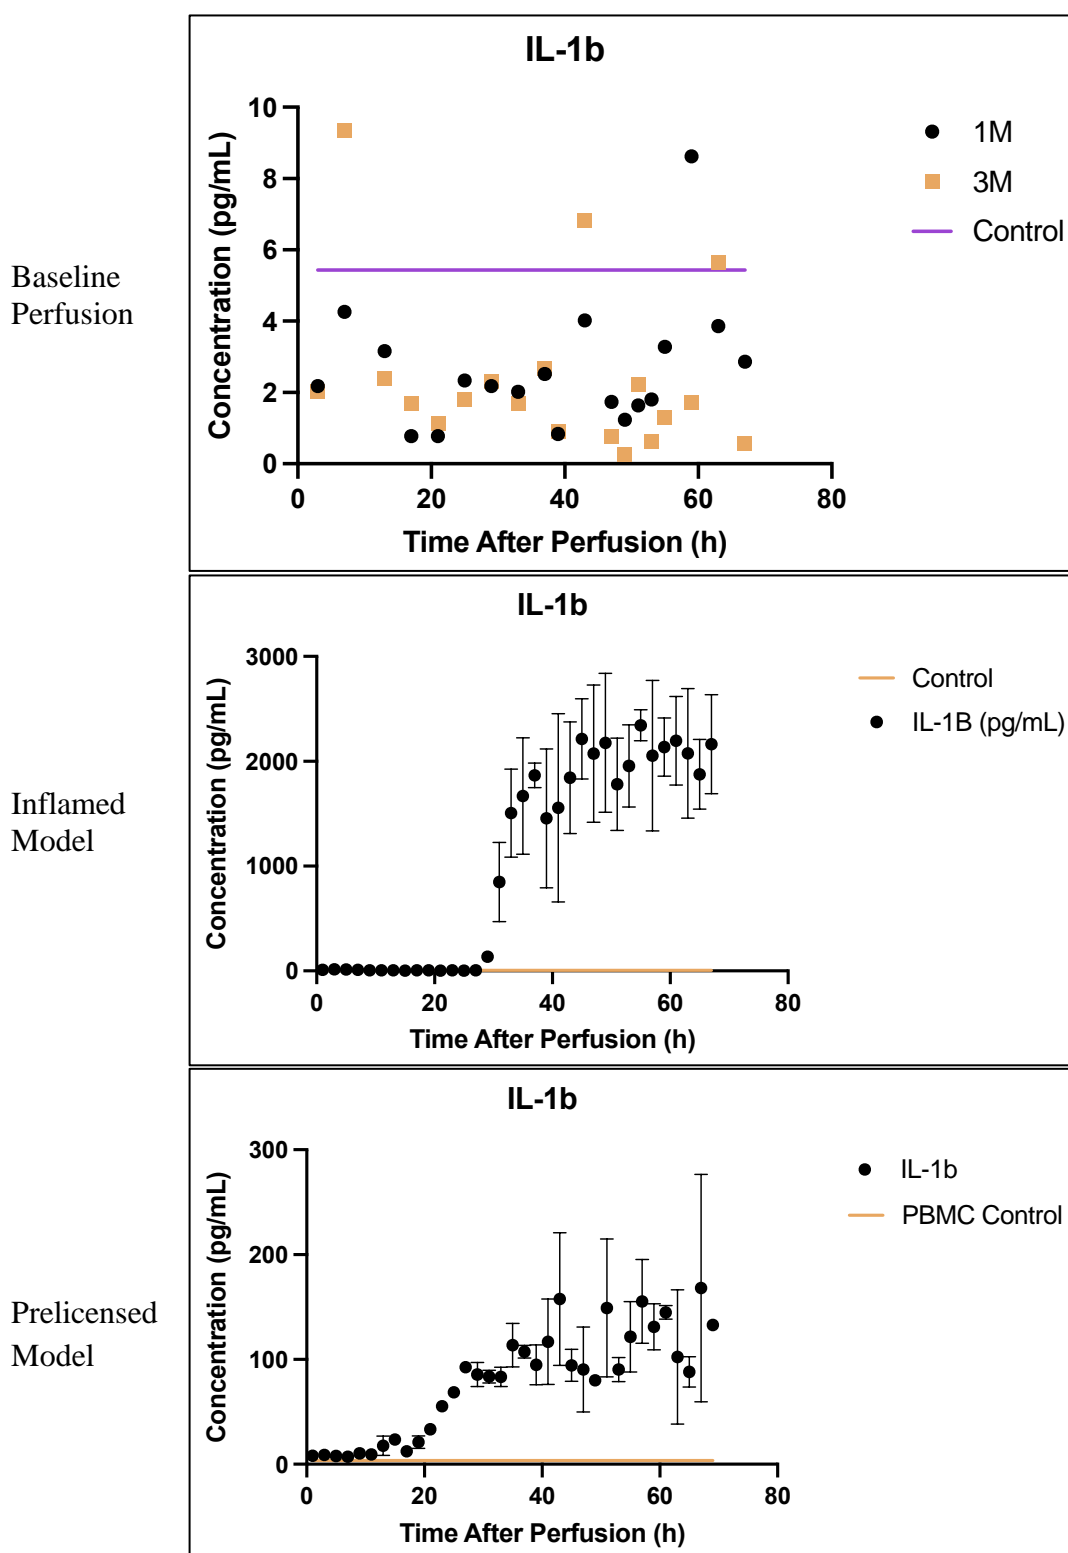 Baseline
Perfusion
IL-1b
Concentration (pg/mL)
10
8
6
4
2
0
0 20 40 60 80
Time After Perfusion (h)
1M
3M
Control
Inflamed
Model
IL-1b
Concentration (pg/mL)
3000
2000
1000
0
0 20 40 60 80
Time After Perfusion (h)
Control
IL-1B (pg/mL)
Prelicensed
Model
IL-1b
Concentration (pg/mL)
300
200
100
0
0 20 40 60 80
Time After Perfusion (h)
IL-1b
PBMC Control